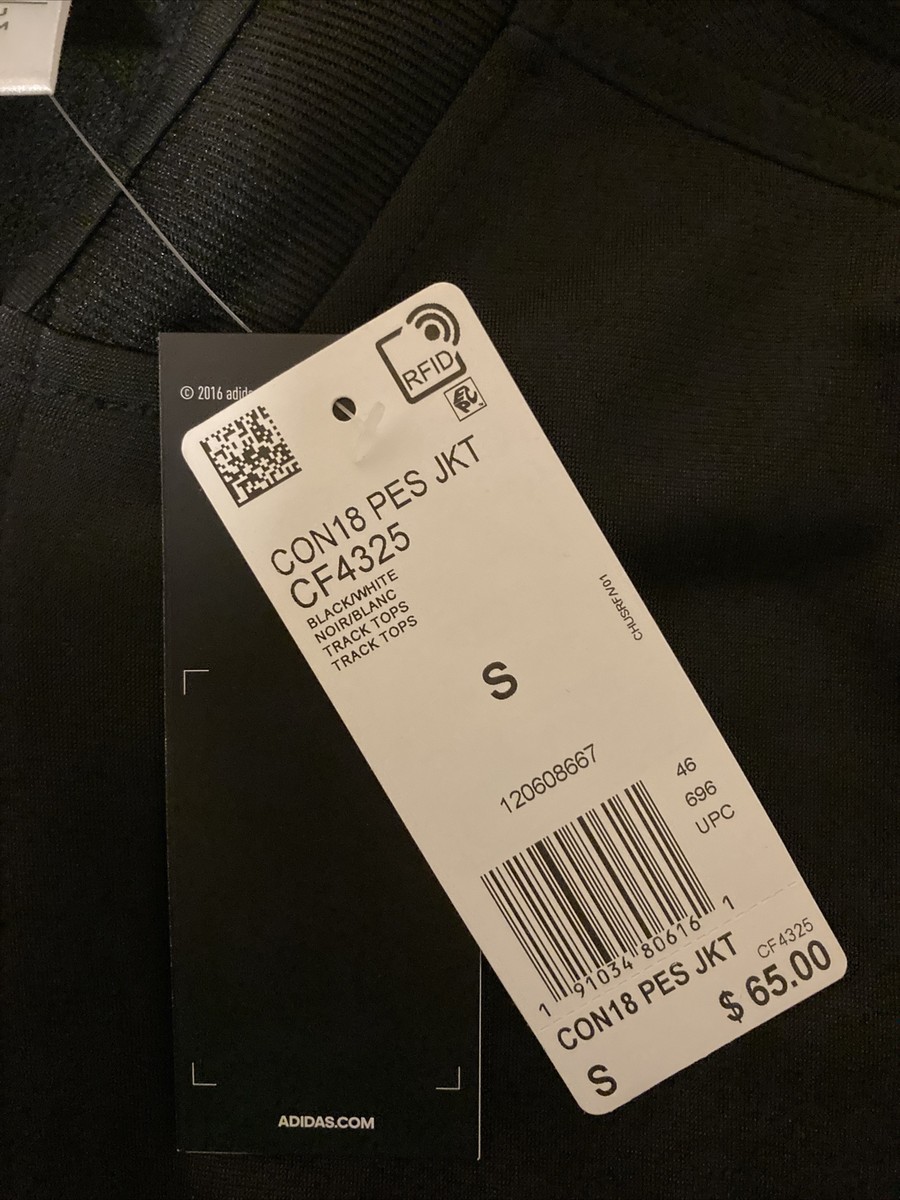 © 2016 adid
RFID
CON18 PES JKT
CF4325
BLACK/WHITE
NOIR/BLANC
TRACK TOPS
TRACK TOPS
CHUSRFN01
S
120608667
46
696
UPC
1 91034 80616 1
CON18 PES JKT
CF4325
$ 65.00
S
ADIDAS.COM